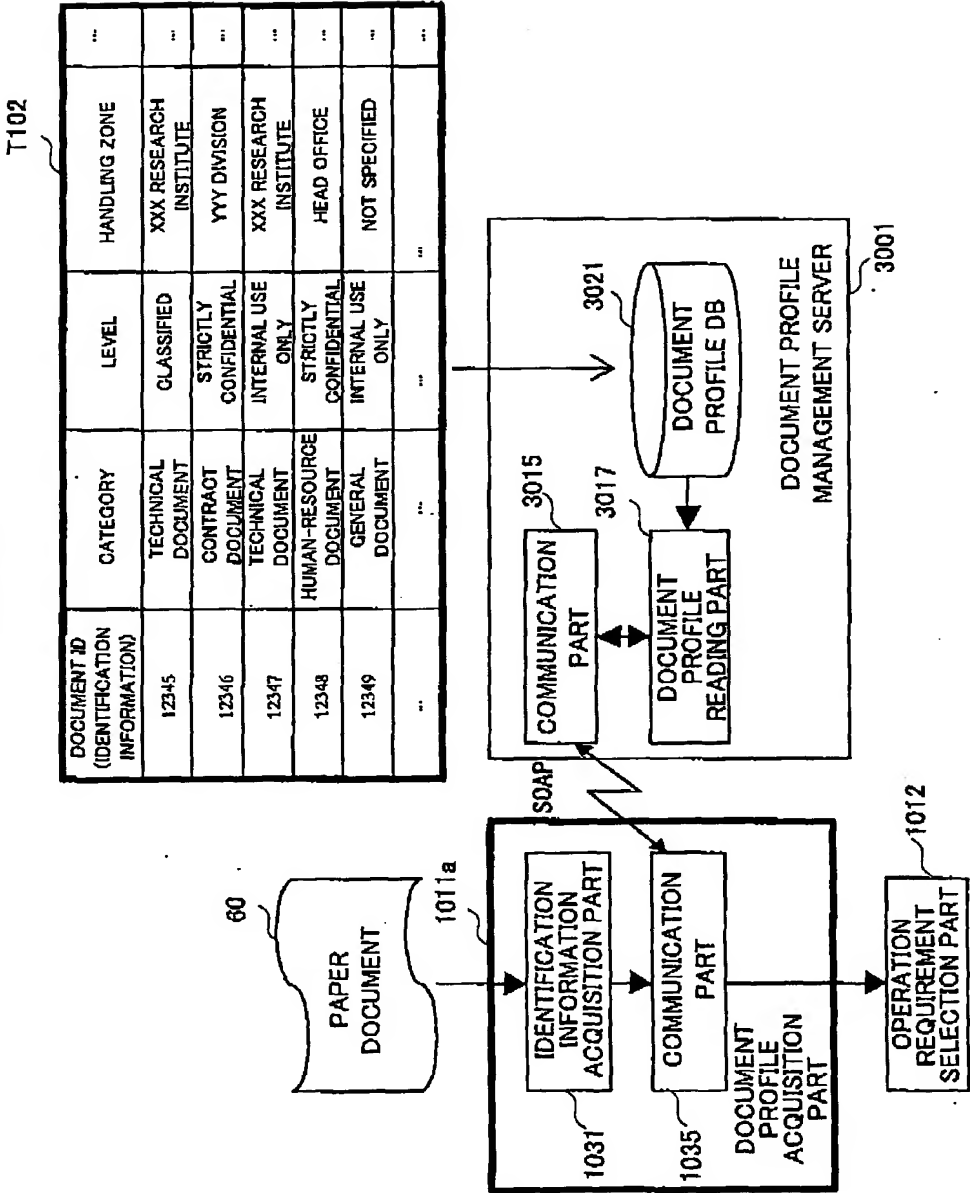 T102
DOCUMENT ID
(IDENTIFICATION
INFORMATION)
CATEGORY
LEVEL
HANDLING ZONE
...
12345
TECHNICAL
DOCUMENT
CLASSIFIED
XXX RESEARCH
INSTITUTE
...
12346
CONTRACT
DOCUMENT
STRICTLY
CONFIDENTIAL
YYY DIVISION
...
12347
TECHNICAL
DOCUMENT
INTERNAL USE
ONLY
XXX RESEARCH
INSTITUTE
...
12348
HUMAN-RESOURCE
DOCUMENT
STRICTLY
CONFIDENTIAL
HEAD OFFICE
...
12349
GENERAL
DOCUMENT
INTERNAL USE
ONLY
NOT SPECIFIED
...
...
...
...
...
...
60
PAPER
DOCUMENT
1011a
IDENTIFICATION
INFORMATION
ACQUISITION PART
1031
COMMUNICATION
PART
1035
DOCUMENT
PROFILE
ACQUISITION
PART
OPERATION
REQUIREMENT
SELECTION PART
1012
SOAP
COMMUNICATION
PART
3015
DOCUMENT
PROFILE
READING PART
3017
DOCUMENT
PROFILE DB
3021
DOCUMENT PROFILE
MANAGEMENT SERVER
3001